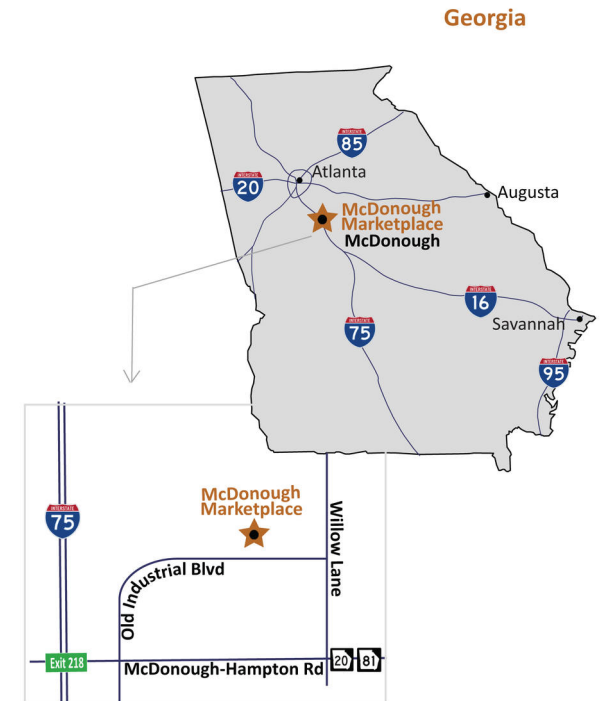 Georgia
INTERSTATE
85
Atlanta
INTERSTATE
20
Augusta
McDonough
Marketplace
McDonough
INTERSTATE
16
Savannah
INTERSTATE
75
INTERSTATE
95
McDonough
Marketplace
INTERSTATE
75
Willow Lane
Old Industrial Blvd
Exit 218
McDonough-Hampton Rd
20
81